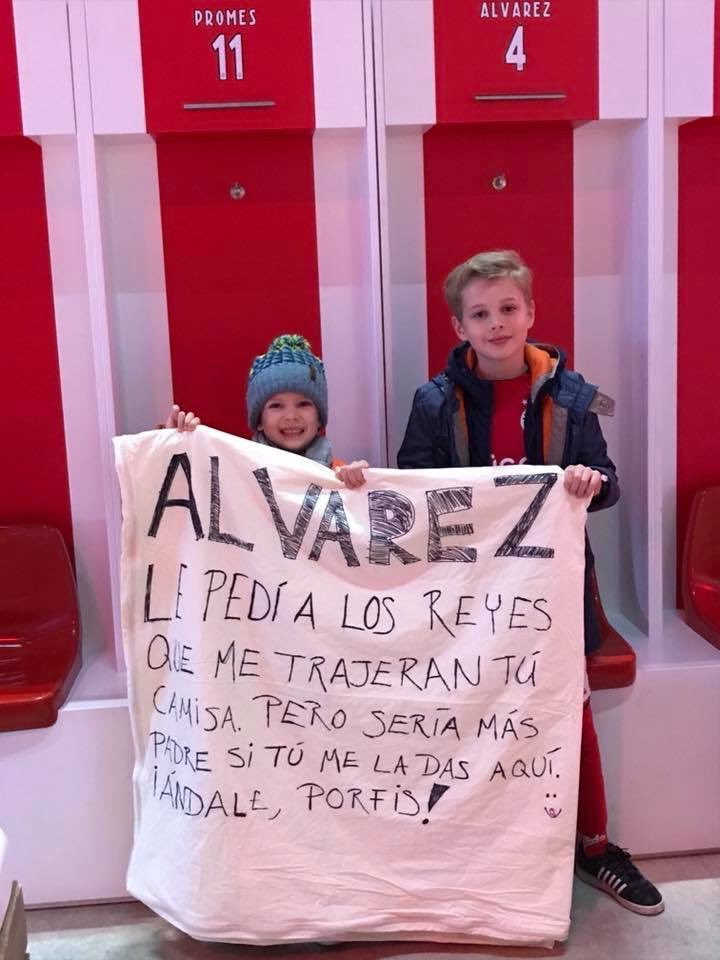 PROMES
11
ALVAREZ
4
ALVAREZ
LE PEDÍ A LOS REYES
QUE ME TRAJERAN TÚ
CAMISA. PERO SERÍA MÁS
PADRE SI TÚ ME LA DAS AQUÍ.
¡ÁNDALE, PORFIS!